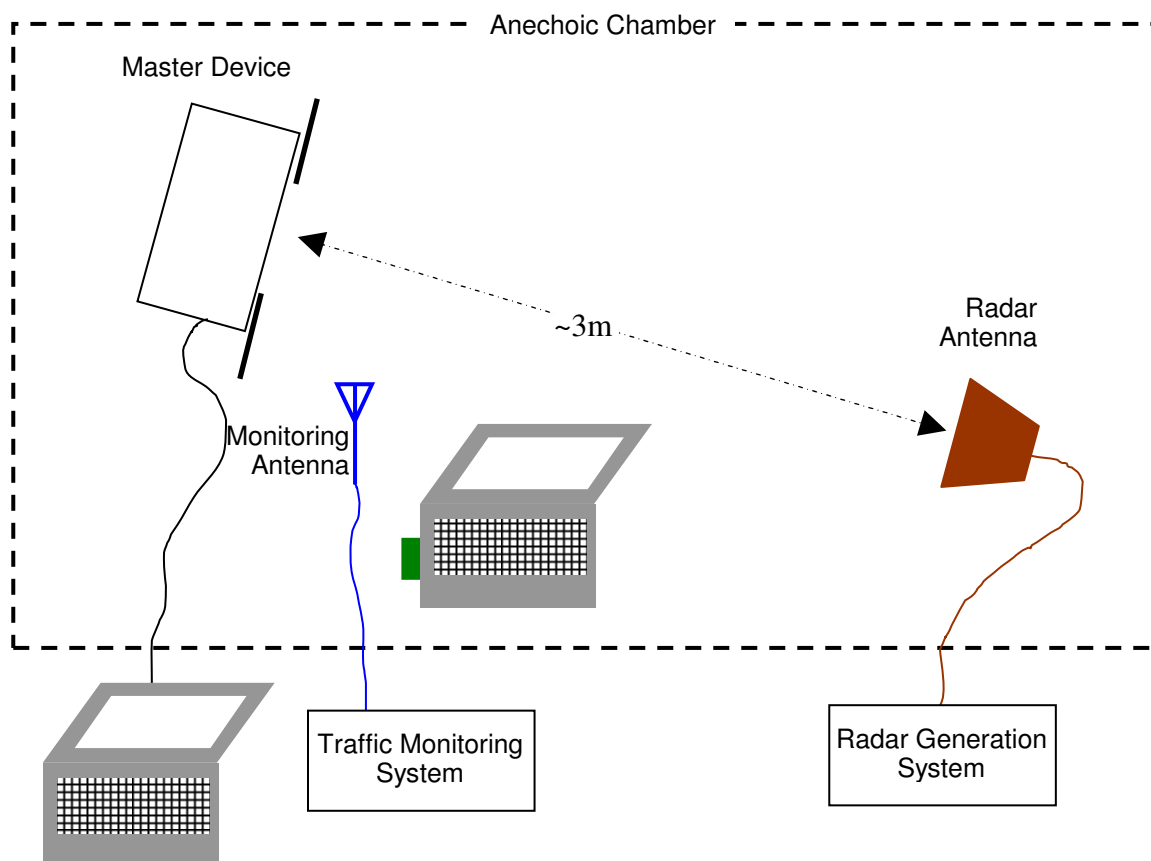 Anechoic Chamber
Master Device
~3m
Radar
Antenna
Monitoring
Antenna
Traffic Monitoring
System
Radar Generation
System